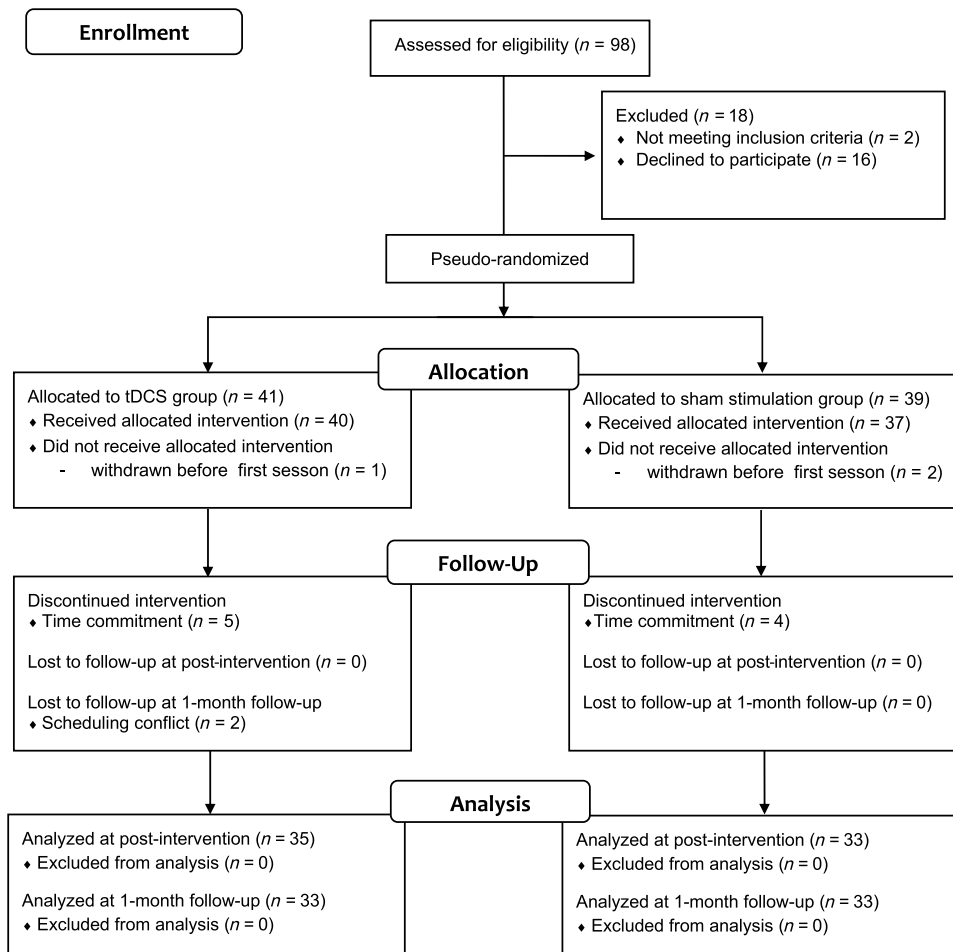 Enrollment
Assessed for eligibility (n = 98)
Excluded (n = 18)
♦ Not meeting inclusion criteria (n = 2)
♦ Declined to participate (n = 16)
Pseudo-randomized
Allocation
Allocated to tDCS group (n = 41)
♦ Received allocated intervention (n = 40)
♦ Did not receive allocated intervention
- withdrawn before first sesson (n = 1)
Allocated to sham stimulation group (n = 39)
♦ Received allocated intervention (n = 37)
♦ Did not receive allocated intervention
- withdrawn before first sesson (n = 2)
Follow-Up
Discontinued intervention
♦ Time commitment (n = 5)
Lost to follow-up at post-intervention (n = 0)
Lost to follow-up at 1-month follow-up
♦ Scheduling conflict (n = 2)
Discontinued intervention
♦ Time commitment (n = 4)
Lost to follow-up at post-intervention (n = 0)
Lost to follow-up at 1-month follow-up (n = 0)
Analysis
Analyzed at post-intervention (n = 35)
♦ Excluded from analysis (n = 0)
Analyzed at 1-month follow-up (n = 33)
♦ Excluded from analysis (n = 0)
Analyzed at post-intervention (n = 33)
♦ Excluded from analysis (n = 0)
Analyzed at 1-month follow-up (n = 33)
♦ Excluded from analysis (n = 0)